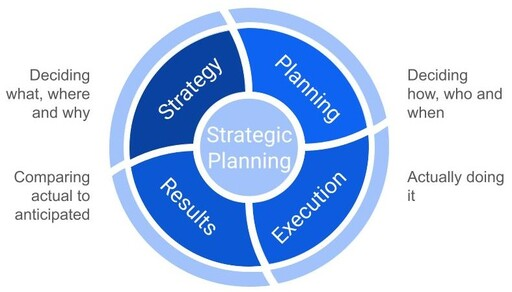 Deciding
what, where
and why
Strategy
Planning
Deciding
how, who and
when
Strategic
Planning
Comparing
actual to
anticipated
Results
Execution
Actually doing
it